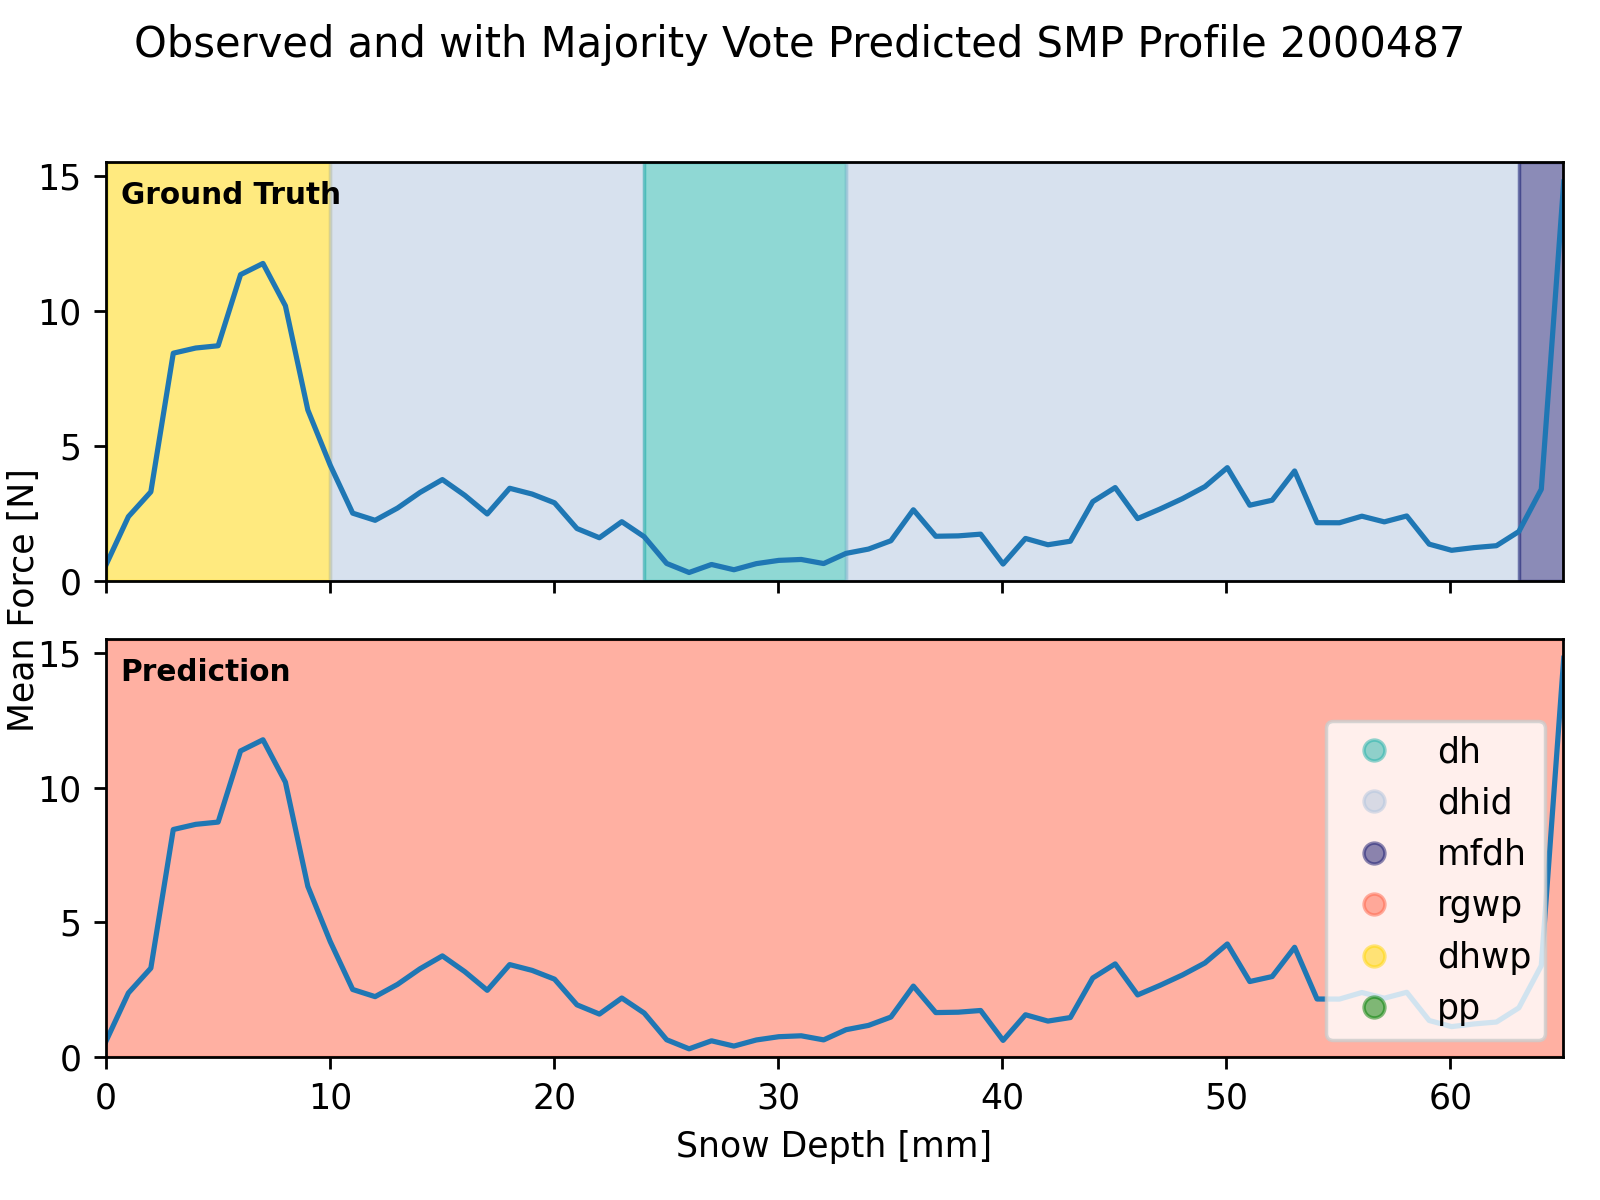 Observed and with Majority Vote Predicted SMP Profile 2000487
15
Ground Truth
10
5
0
Mean Force [N]
15
Prediction
dh
dhid
10
mfdh
rgwp
5
dhwp
pp
0
0 10 20 30 40 50 60
Snow Depth [mm]